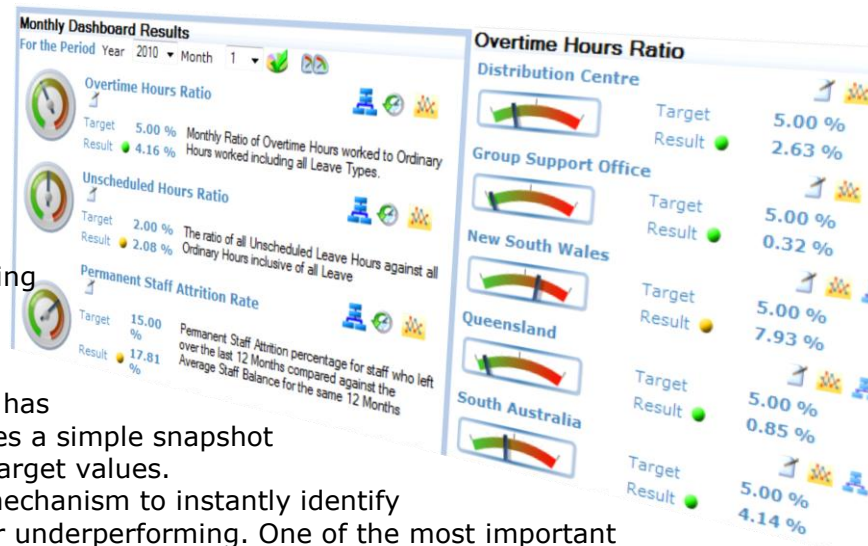 Monthly Dashboard Results
For the Period Year 2010 Month 1
Overtime Hours Ratio
Target 5.00 % Monthly Ratio of Overtime Hours worked to Ordinary
Result 4.16 % Hours worked including all Leave Types.
Unscheduled Hours Ratio
Target 2.00 % The ratio of all Unscheduled Leave Hours against all
Result 2.08 % Ordinary Hours inclusive of all Leave
Permanent Staff Attrition Rate
Target 15.00 % Permanent Staff Attrition percentage for staff who left
over the last 12 Months compared against the
Result 17.81 % Average Staff Balance for the same 12 Months
Overtime Hours Ratio
Distribution Centre
Target 5.00 %
Result 2.63 %
Group Support Office
Target 5.00 %
Result 0.32 %
New South Wales
Target 5.00 %
Result 7.93 %
Queensland
Target 5.00 %
Result 0.85 %
South Australia
Target 5.00 %
Result 4.14 %
ing
has
es a simple snapshot
arget values.
mechanism to instantly identify
r underperforming. One of the most important